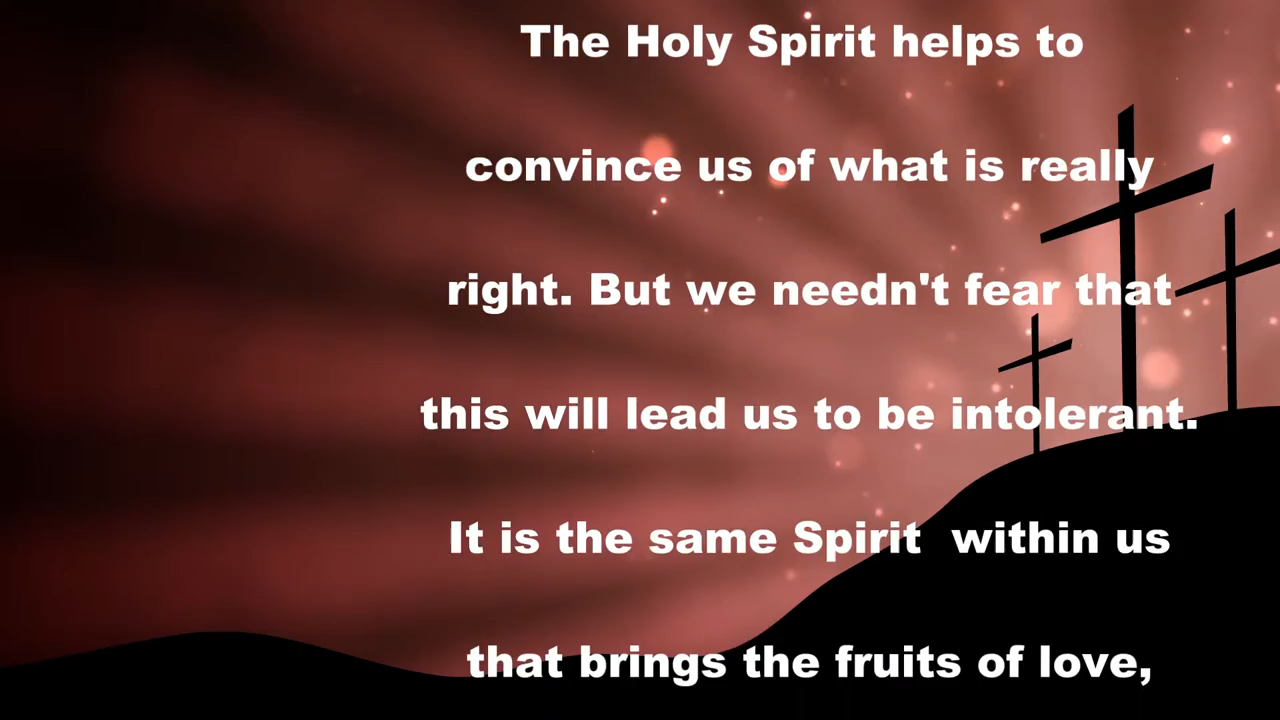 The Holy Spirit helps to
convince us of what is really
right. But we needn't fear that
this will lead us to be intolerant.
It is the same Spirit  within us
that brings the fruits of love,